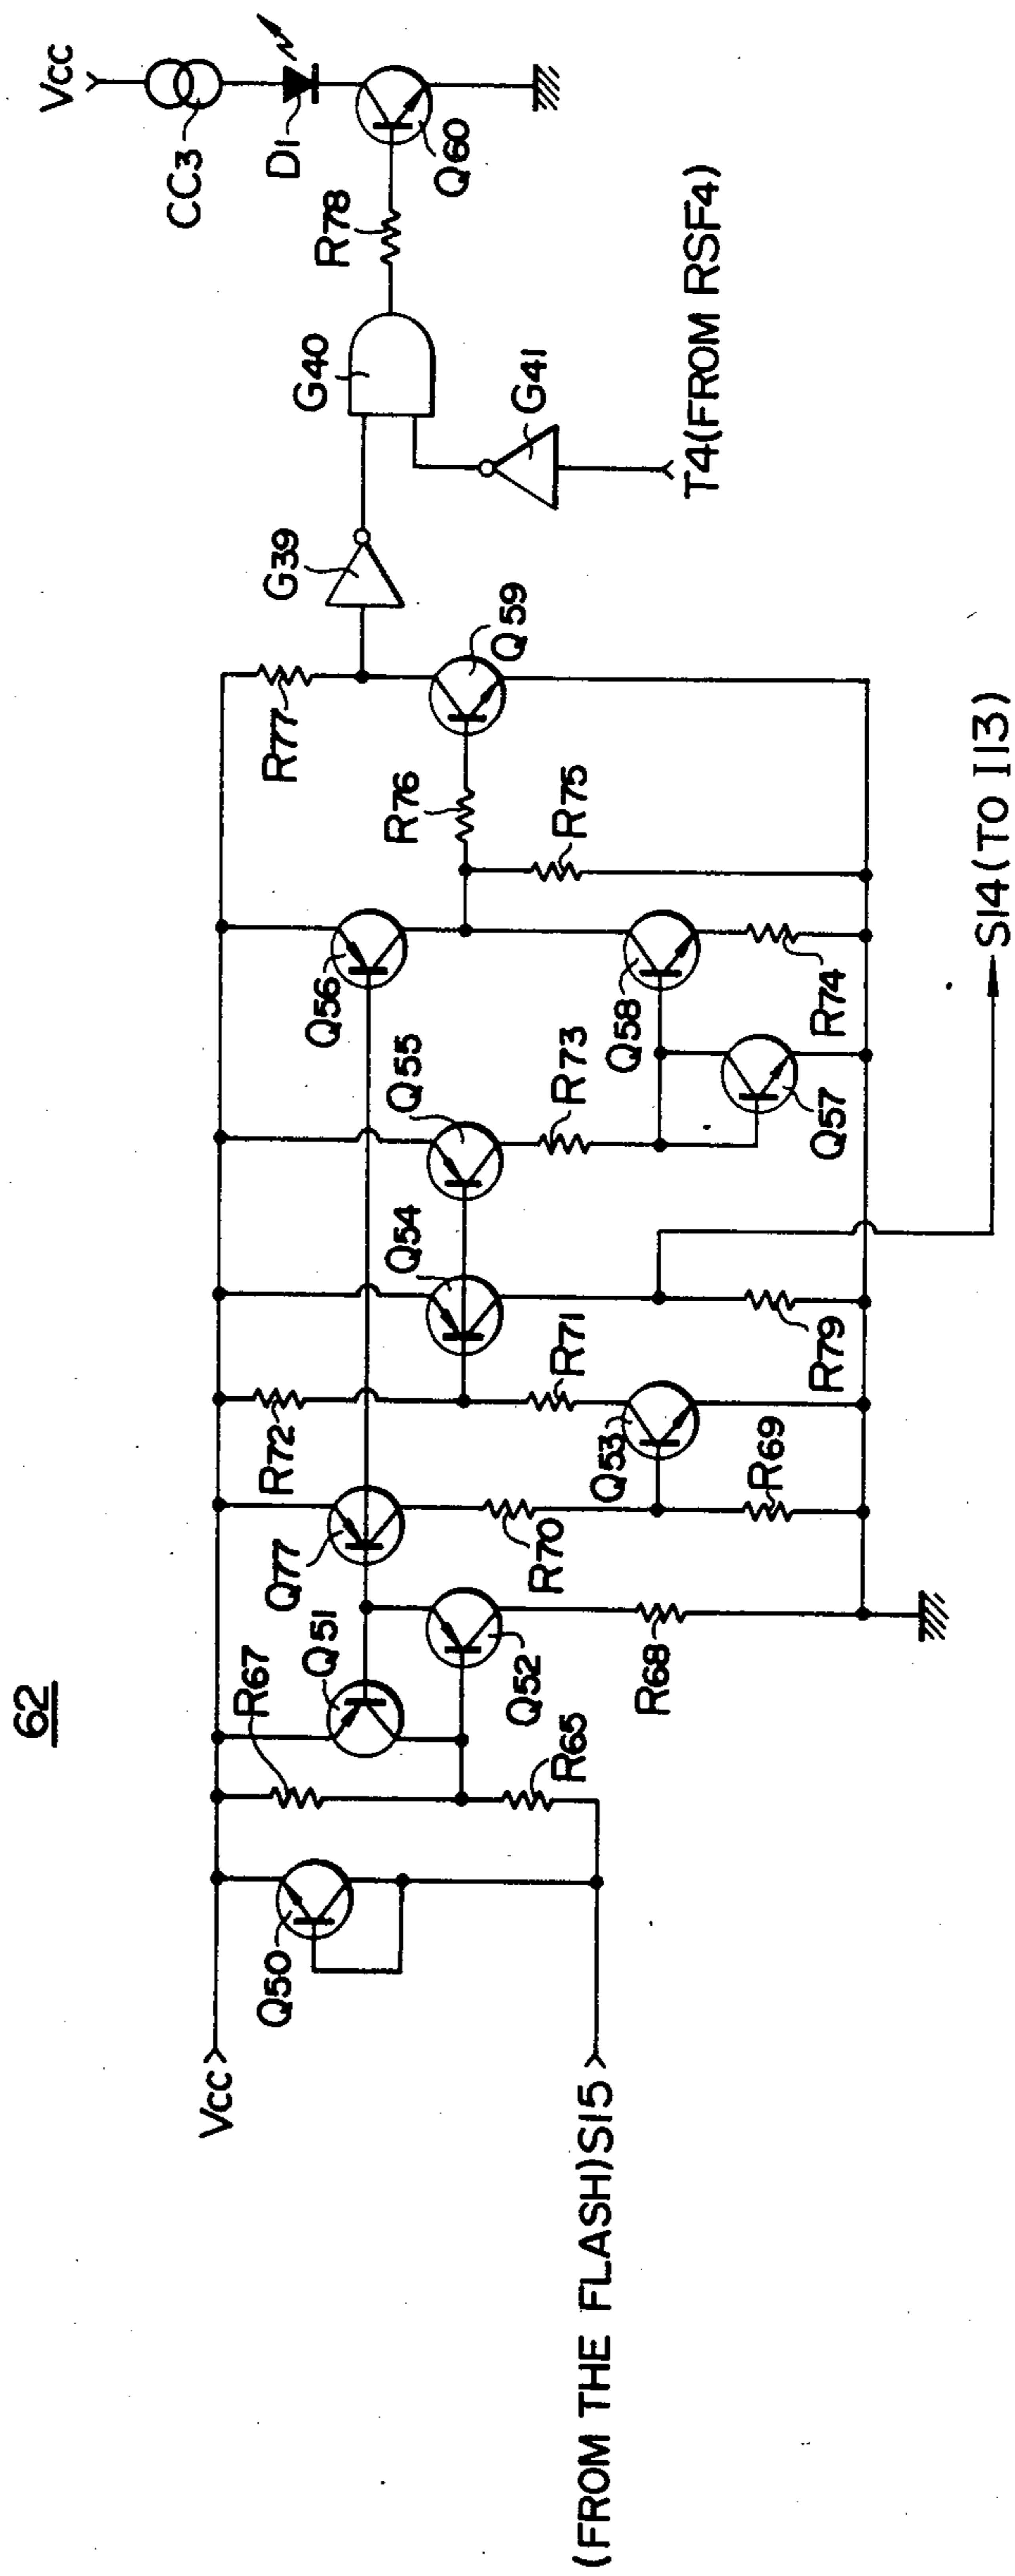 62
Vcc
CC3
D1
Q60
R78
G40
G41
T4(FROM RSF4)
G39
Q59
R77
R76
R75
Q56
Q55
Q58
R74
R73
Q57
Q54
S14(TO I113)
R79
R71
R72
Q53
R69
Q77
R70
Q51
Q52
R68
R67
R65
Q50
Vcc
(FROM THE FLASH)S15